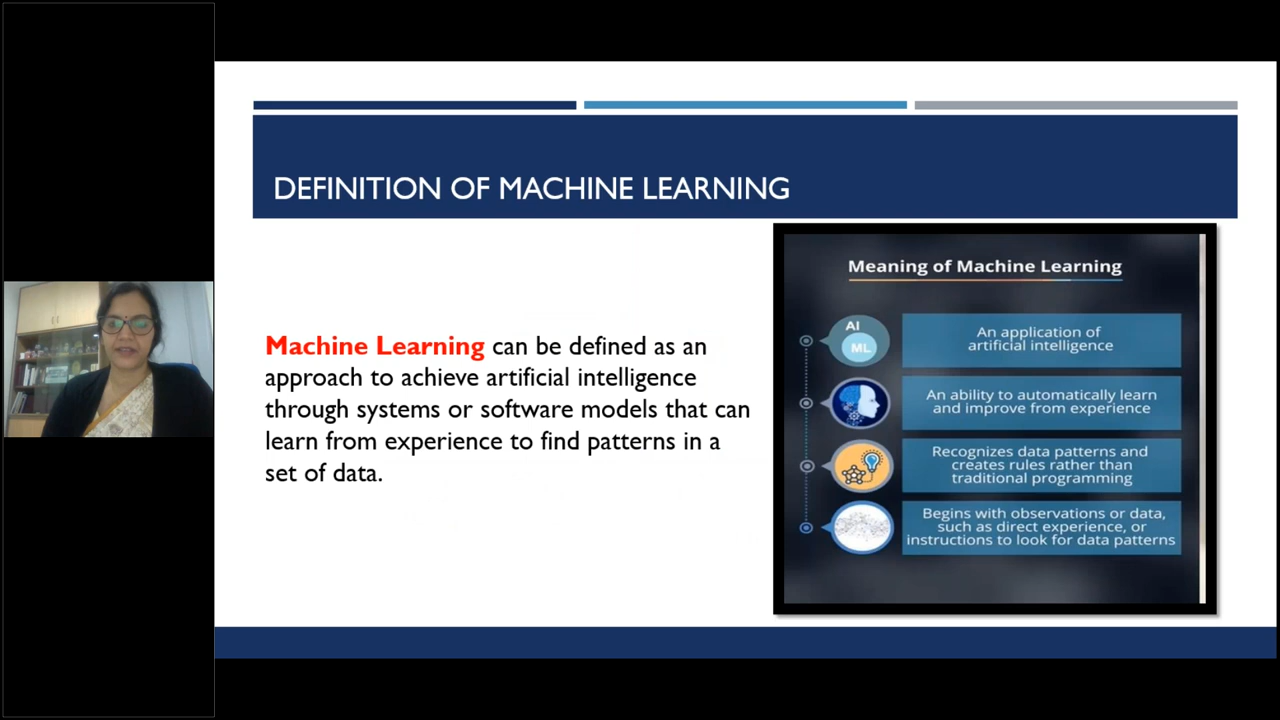 DEFINITION OF MACHINE LEARNING
Machine Learning can be defined as an
approach to achieve artificial intelligence
through systems or software models that can
learn from experience to find patterns in a
set of data.
Meaning of Machine Learning
AI
ML
An application of
artificial intelligence
An ability to automatically learn
and improve from experience
Recognizes data patterns and
creates rules rather than
traditional programming
Begins with observations or data,
such as direct experience, or
instructions to look for data patterns